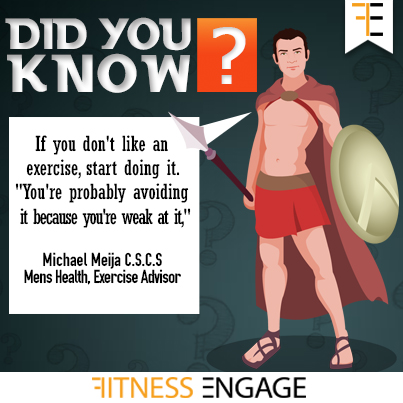 DID YOU
KNOW ?
FE
If you don't like an
exercise, start doing it.
"You're probably avoiding
it because you're weak at it,"
Michael Meija C.S.C.S
Mens Health, Exercise Advisor
FITNESS ENGAGE